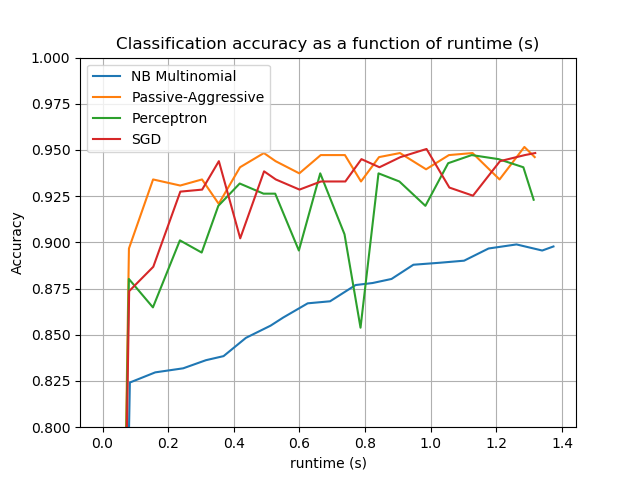 Classification accuracy as a function of runtime (s)
NB Multinomial
Passive-Aggressive
Perceptron
SGD
1.000
0.975
0.950
0.925
0.900
0.875
0.850
0.825
0.800
Accuracy
0.0 0.2 0.4 0.6 0.8 1.0 1.2 1.4
runtime (s)